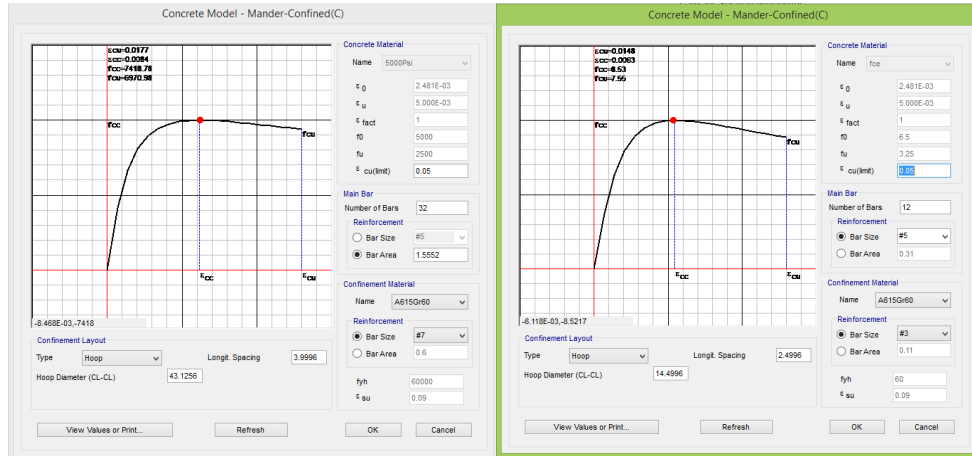 Concrete Model - Mander-Confined(C)
εcu=0.0177
εcc=0.0084
fcc=7418.78
fcu=6970.98
fcc
fcu
εcc
εcu
-8.468E-03,-7418
Concrete Material
Name 5000Psi
ε 0 2.481E-03
ε u 5.000E-03
ε fact 1
f0 5000
fu 2500
ε cu(limit) 0.05
Main Bar
Number of Bars 32
Reinforcement
Bar Size #5
Bar Area 1.5552
Confinement Material
Name A615Gr60
Reinforcement
Bar Size #7
Bar Area 0.6
fyh 60000
ε su 0.09
Confinement Layout
Type Hoop Longit. Spacing 3.9996
Hoop Diameter (CL-CL) 43.1256
View Values or Print... Refresh OK Cancel
Concrete Model - Mander-Confined(C)
εcu=0.0148
εcc=0.0063
fcc=8.53
fcu=7.55
fcc
fcu
εcc
εcu
-6.118E-03,-8.5217
Concrete Material
Name fce
ε 0 2.481E-03
ε u 5.000E-03
ε fact 1
f0 6.5
fu 3.25
ε cu(limit) 0.05
Main Bar
Number of Bars 12
Reinforcement
Bar Size #5
Bar Area 0.31
Confinement Material
Name A615Gr60
Reinforcement
Bar Size #3
Bar Area 0.11
fyh 60
ε su 0.09
Confinement Layout
Type Hoop Longit. Spacing 2.4996
Hoop Diameter (CL-CL) 14.4996
View Values or Print... Refresh OK Cancel